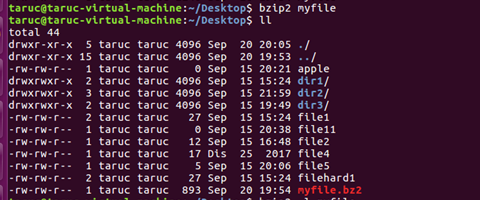 taruc@taruc-virtual-machine:~/Desktop$ bzip2 myfile
taruc@taruc-virtual-machine:~/Desktop$ ll
total 44
drwxr-xr-x 5 taruc taruc 4096 Sep 20 20:05 ./
drwxr-xr-x 15 taruc taruc 4096 Sep 20 19:53 ../
-rw-rw-r-- 1 taruc taruc 0 Sep 15 20:21 apple
drwxrwxr-x 2 taruc taruc 4096 Sep 15 15:24 dir1/
drwxrwxr-x 3 taruc taruc 4096 Sep 15 21:59 dir2/
drwxrwxr-x 2 taruc taruc 4096 Sep 15 19:49 dir3/
-rw-rw-r-- 2 taruc taruc 27 Sep 15 15:24 file1
-rw-rw-r-- 1 taruc taruc 0 Sep 15 20:38 file11
-rw-rw-r-- 1 taruc taruc 12 Sep 15 16:48 file2
-rw-rw-r-- 1 taruc taruc 17 Dis 25 2017 file4
-rw-rw-r-- 1 taruc taruc 5 Sep 15 20:06 file5
-rw-rw-r-- 2 taruc taruc 27 Sep 15 15:24 filehard1
-rw-rw-r-- 1 taruc taruc 893 Sep 20 19:54 myfile.bz2